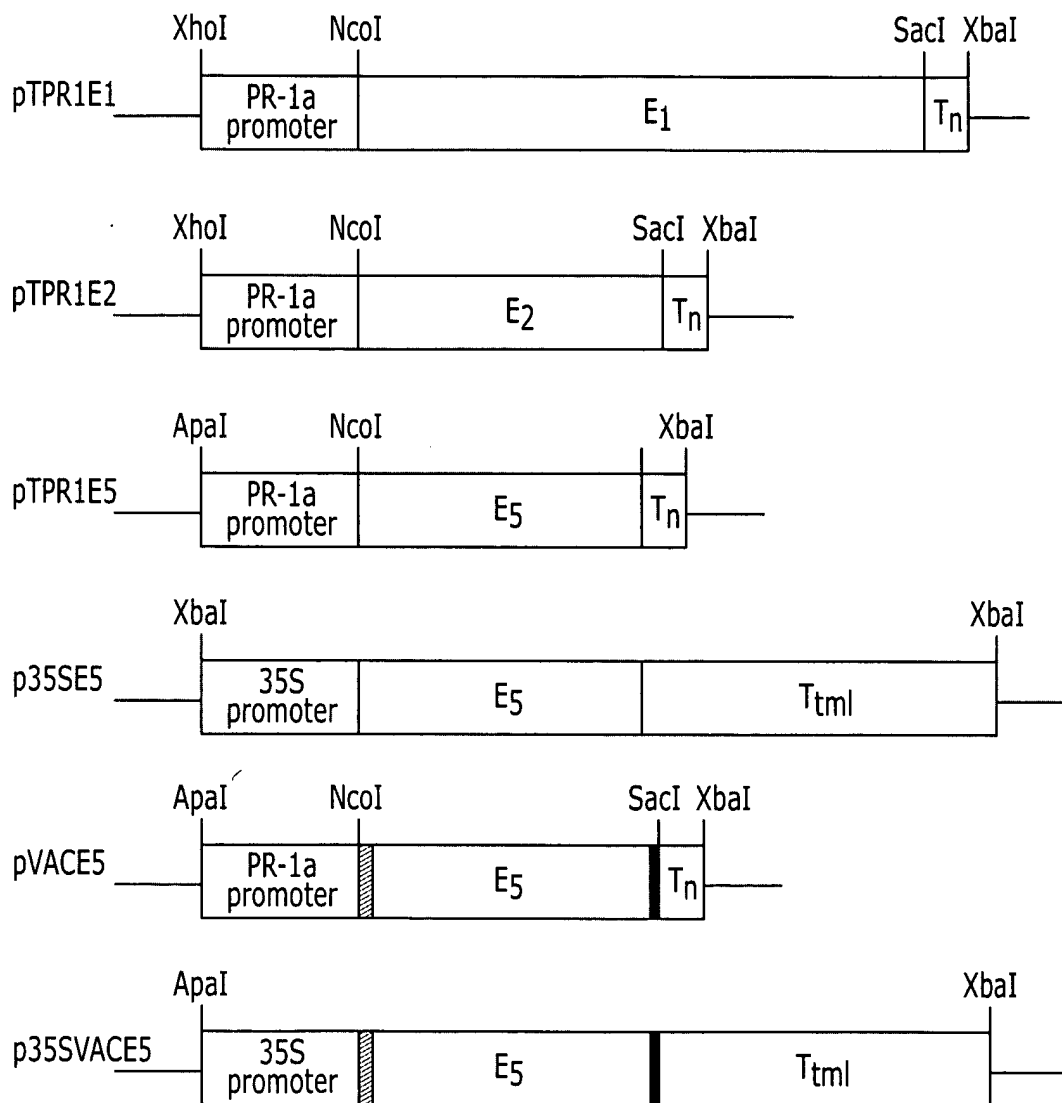 XhoI NcoI SacI XbaI
pTPR1E1 PR-1a promoter E1 Tn
XhoI NcoI SacI XbaI
pTPR1E2 PR-1a promoter E2 Tn
ApaI NcoI XbaI
pTPR1E5 PR-1a promoter E5 Tn
XbaI XbaI
p35SE5 35S promoter E5 Ttml
ApaI NcoI SacI XbaI
pVACE5 PR-1a promoter E5 Tn
ApaI XbaI
p35SVACE5 35S promoter E5 Ttml